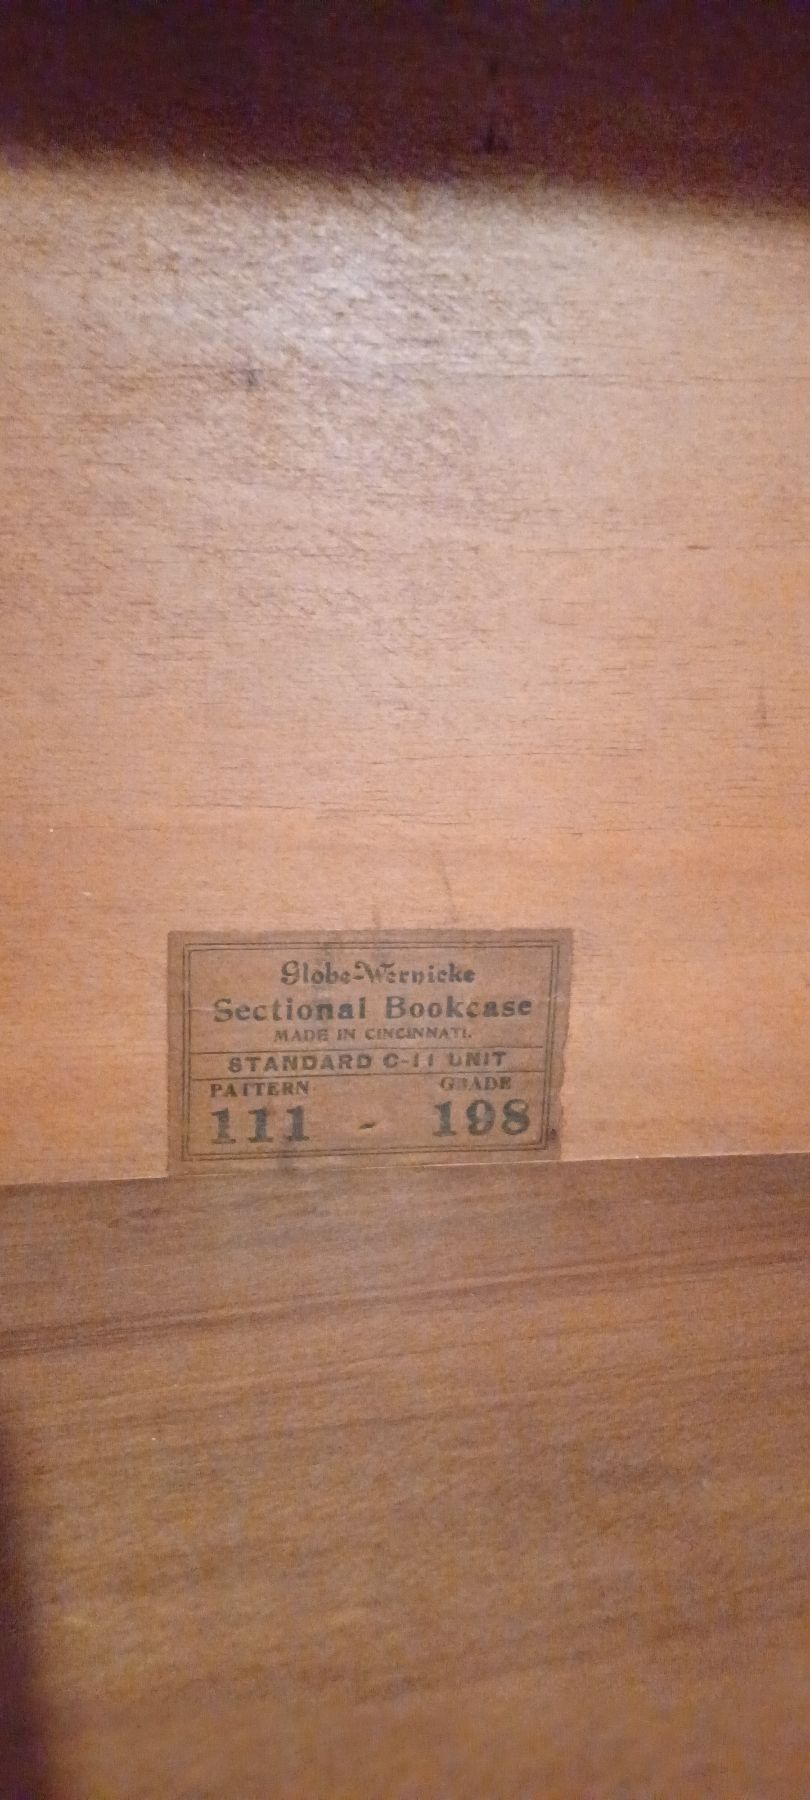 Globe-Wernicke
Sectional Bookcase
MADE IN CINCINNATI.
STANDARD C-11 UNIT
PATTERN GRADE
111 - 198